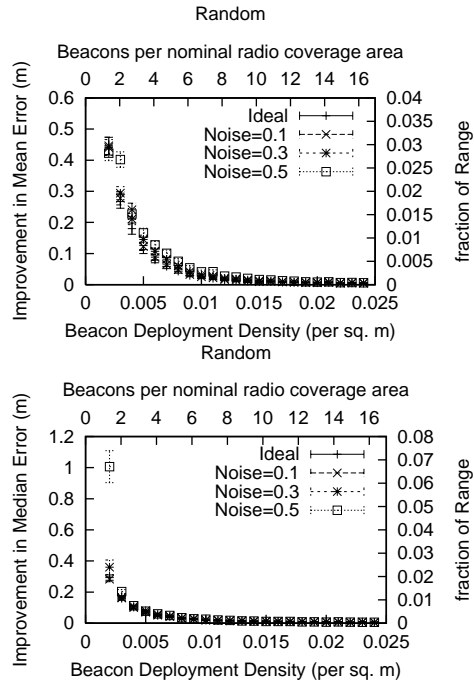 Random
Beacons per nominal radio coverage area
0 2 4 6 8 10 12 14 16
Improvement in Mean Error (m)
0.6
0.5
0.4
0.3
0.2
0.1
0
Ideal
Noise=0.1
Noise=0.3
Noise=0.5
0.04
0.035
0.03
0.025
0.02
0.015
0.01
0.005
0
fraction of Range
0 0.005 0.01 0.015 0.02 0.025
Beacon Deployment Density (per sq. m)
Random
Beacons per nominal radio coverage area
0 2 4 6 8 10 12 14 16
Improvement in Median Error (m)
1.2
1
0.8
0.6
0.4
0.2
0
Ideal
Noise=0.1
Noise=0.3
Noise=0.5
0.08
0.07
0.06
0.05
0.04
0.03
0.02
0.01
0
fraction of Range
0 0.005 0.01 0.015 0.02 0.025
Beacon Deployment Density (per sq. m)